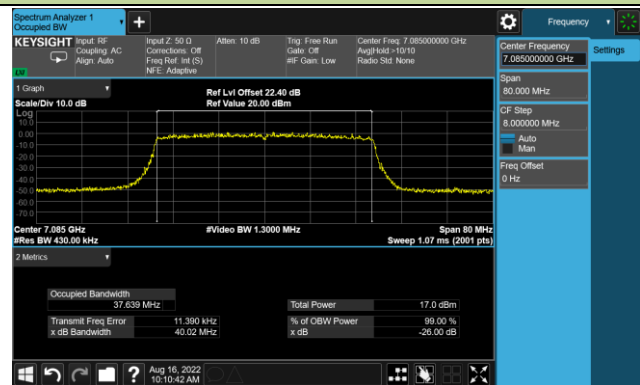 Spectrum Analyzer 1
Occupied BW
Frequency
KEYSIGHT
Input: RF
Coupling: AC
Align: Auto
Input Z: 50 Ω
Corrections: Off
Freq Ref: Int (S)
NFE: Adaptive
Atten: 10 dB
Trig: Free Run
Gate: Off
#IF Gain: Low
Center Freq: 7.085000000 GHz
Avg|Hold:>10/10
Radio Std: None
LW
Center Frequency
7.085000000 GHz
Settings
Span
80.000 MHz
CF Step
8.000000 MHz
Auto
Man
Freq Offset
0 Hz
1 Graph
Scale/Div 10.0 dB
Ref Lvl Offset 22.40 dB
Ref Value 20.00 dBm
Log
10.0
0.00
-10.0
-20.0
-30.0
-40.0
-50.0
-60.0
-70.0
Center 7.085 GHz
#Res BW 430.00 kHz
#Video BW 1.3000 MHz
Span 80 MHz
Sweep 1.07 ms (2001 pts)
2 Metrics
Occupied Bandwidth
37.639 MHz
Total Power 17.0 dBm
Transmit Freq Error 11.390 kHz
% of OBW Power 99.00 %
x dB Bandwidth 40.02 MHz
x dB -26.00 dB
?
Aug 16, 2022
10:10:42 AM